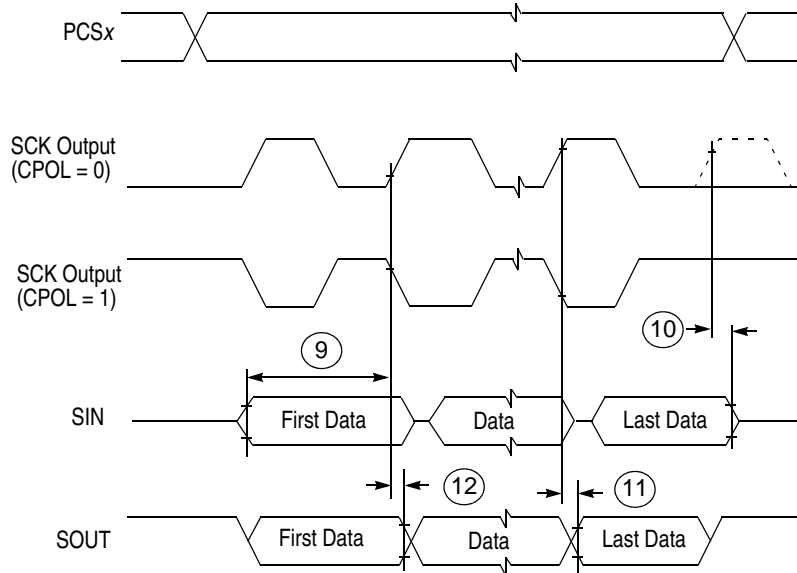 PCSx
SCK Output
(CPOL = 0)
SCK Output
(CPOL = 1)
10
9
SIN
First Data
Data
Last Data
12
11
SOUT
First Data
Data
Last Data